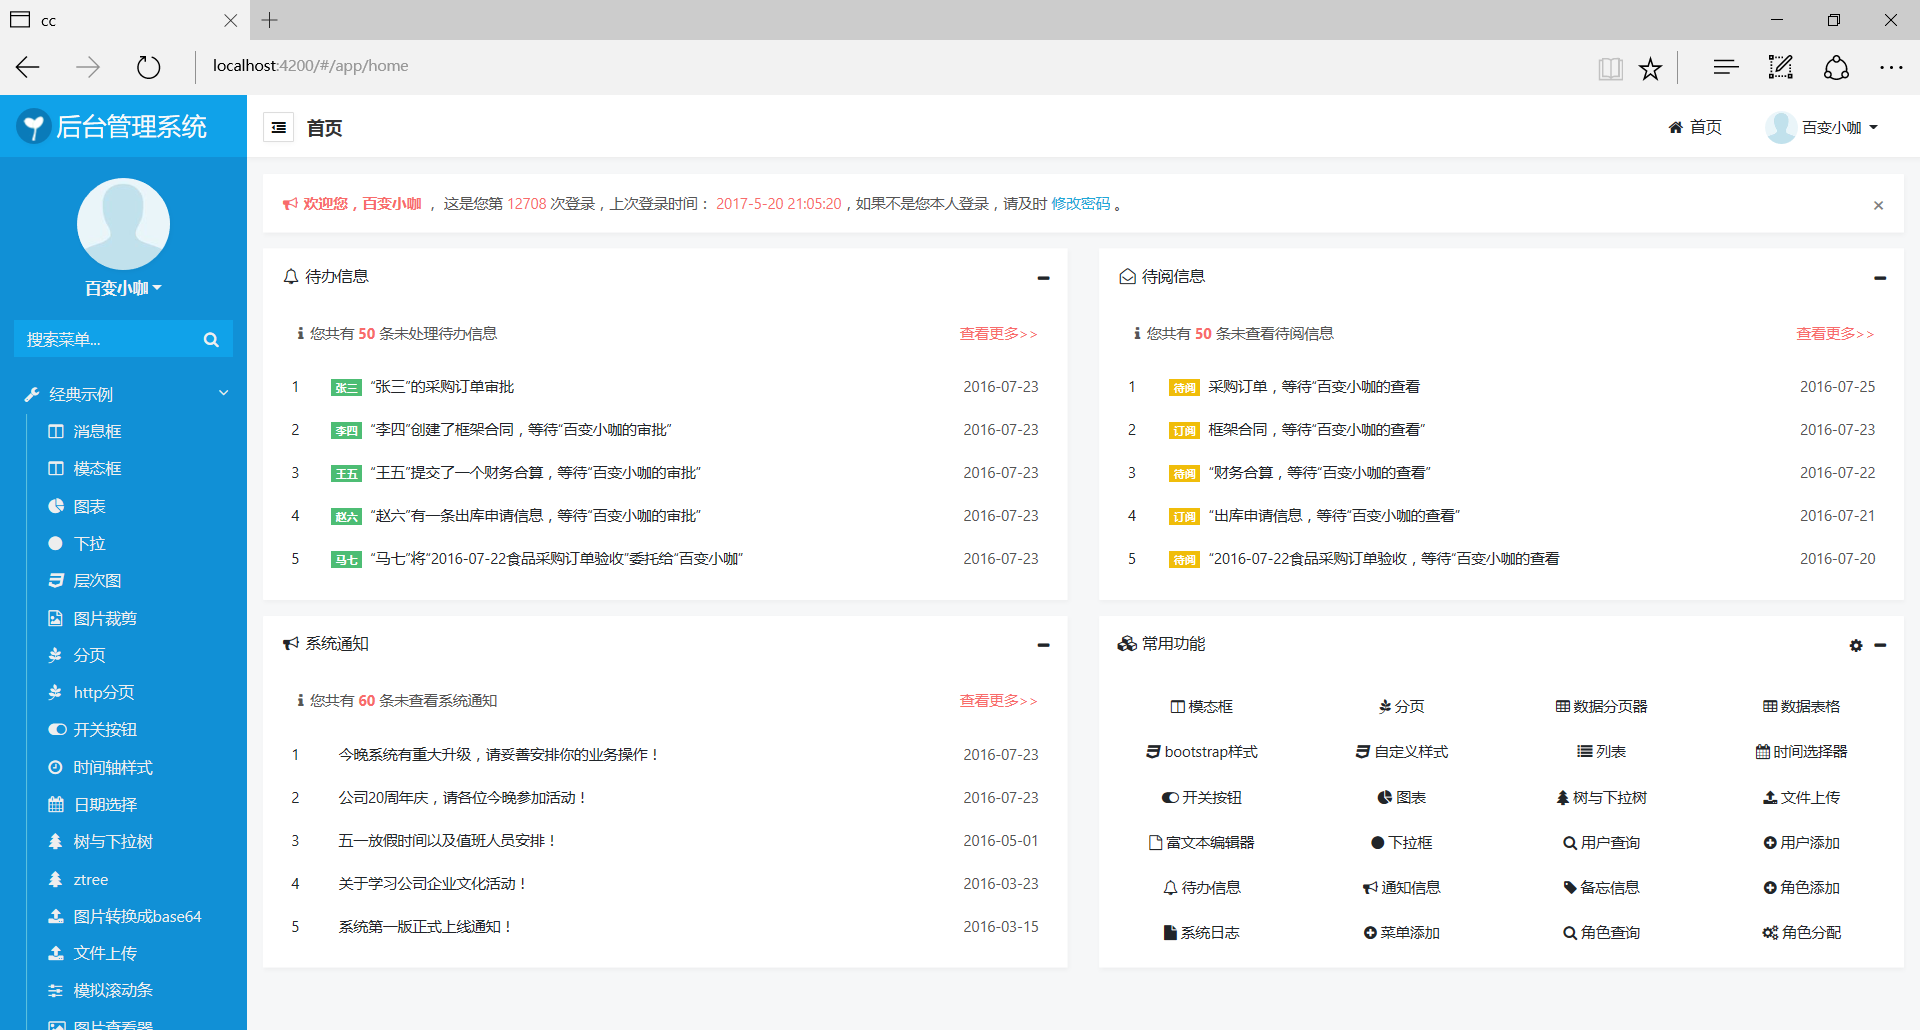 cc
localhost:4200/#/app/home
后台管理系统
首页
首页
百变小咖
百变小咖
搜索菜单...
经典示例
消息框
模态框
图表
下拉
层次图
图片裁剪
分页
http分页
开关按钮
时间轴样式
日期选择
树与下拉树
ztree
图片转换成base64
文件上传
模拟滚动条
图片查看器
欢迎您，百变小咖 ， 这是您第 12708 次登录，上次登录时间： 2017-5-20 21:05:20，如果不是您本人登录，请及时 修改密码 。
待办信息
您共有 50 条未处理待办信息 查看更多>>
1 张三 “张三”的采购订单审批 2016-07-23
2 李四 “李四”创建了框架合同，等待“百变小咖的审批” 2016-07-23
3 王五 “王五”提交了一个财务合算，等待“百变小咖的审批” 2016-07-23
4 赵六 “赵六”有一条出库申请信息，等待“百变小咖的审批” 2016-07-23
5 马七 “马七”将“2016-07-22食品采购订单验收”委托给“百变小咖” 2016-07-23
待阅信息
您共有 50 条未查看待阅信息 查看更多>>
1 待阅 采购订单，等待“百变小咖的查看 2016-07-25
2 订阅 框架合同，等待“百变小咖的查看” 2016-07-23
3 待阅 “财务合算，等待“百变小咖的查看” 2016-07-22
4 订阅 “出库申请信息，等待“百变小咖的查看” 2016-07-21
5 待阅 “2016-07-22食品采购订单验收，等待“百变小咖的查看 2016-07-20
系统通知
您共有 60 条未查看系统通知 查看更多>>
1 今晚系统有重大升级，请妥善安排你的业务操作！ 2016-07-23
2 公司20周年庆，请各位今晚参加活动！ 2016-07-23
3 五一放假时间以及值班人员安排！ 2016-05-01
4 关于学习公司企业文化活动！ 2016-03-23
5 系统第一版正式上线通知！ 2016-03-15
常用功能
模态框 分页 数据分页器 数据表格
bootstrap样式 自定义样式 列表 时间选择器
开关按钮 图表 树与下拉树 文件上传
富文本编辑器 下拉框 用户查询 用户添加
待办信息 通知信息 备忘信息 角色添加
系统日志 菜单添加 角色查询 角色分配